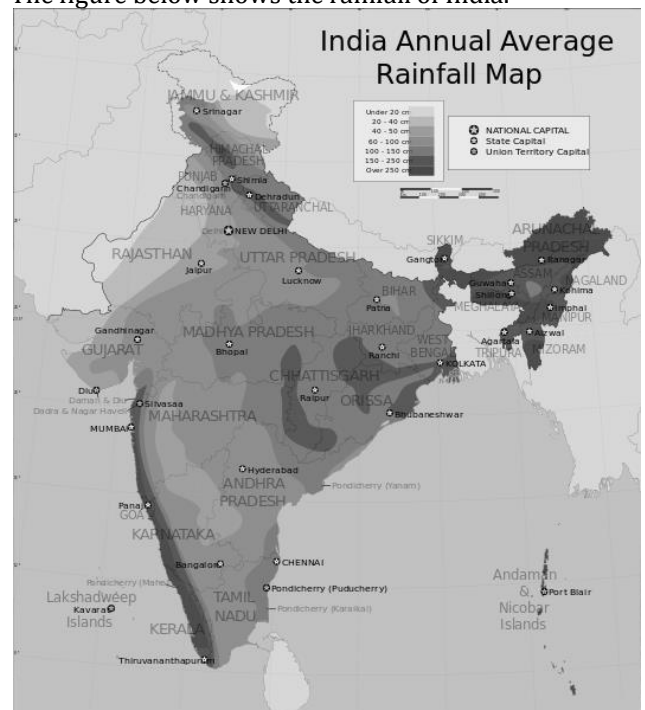 The figure below shows the rainfall of India.
India Annual Average
Rainfall Map
Under 20 cm
20 - 40 cm
40 - 50 cm
60 - 100 cm
100 - 150 cm
150 - 250 cm
Over 250 cm
NATIONAL CAPITAL
State Capital
Union Territory Capital
JAMMU & KASHMIR
Srinagar
HIMACHAL
PRADESH
PUNJAB
Shimla
Chandigarh
Chandigarh
Dehradun
UTTARANCHAL
HARYANA
Delhi
NEW DELHI
RAJASTHAN
Jaipur
UTTAR PRADESH
Lucknow
SIKKIM
Gangtok
ARUNACHAL
PRADESH
Itanagar
ASSAM
Guwahati
NAGALAND
Kohima
Shillong
MEGHALAYA
MANIPUR
Imphal
BIHAR
Patna
Agartala
TRIPURA
Aizwal
MIZORAM
Gandhinagar
GUJARAT
MADHYA PRADESH
Bhopal
JHARKHAND
Ranchi
WEST
BENGAL
KOLKATA
CHHATTISGARH
Raipur
ORISSA
Bhubaneshwar
Diu
Daman & Diu
Dadra & Nagar Haveli
Silvasaa
MAHARASHTRA
MUMBAI
Hyderabad
ANDHRA
PRADESH
Pondicherry (Yanam)
Panaji
GOA
KARNATAKA
Bangalore
CHENNAI
Pondicherry (Mahe)
Pondicherry (Puducherry)
Lakshadweep
Kavarati
Islands
TAMIL
NADU
Pondicherry (Karaikal)
KERALA
Thiruvananthapuram
Andaman
&
Nicobar
Islands
Port Blair